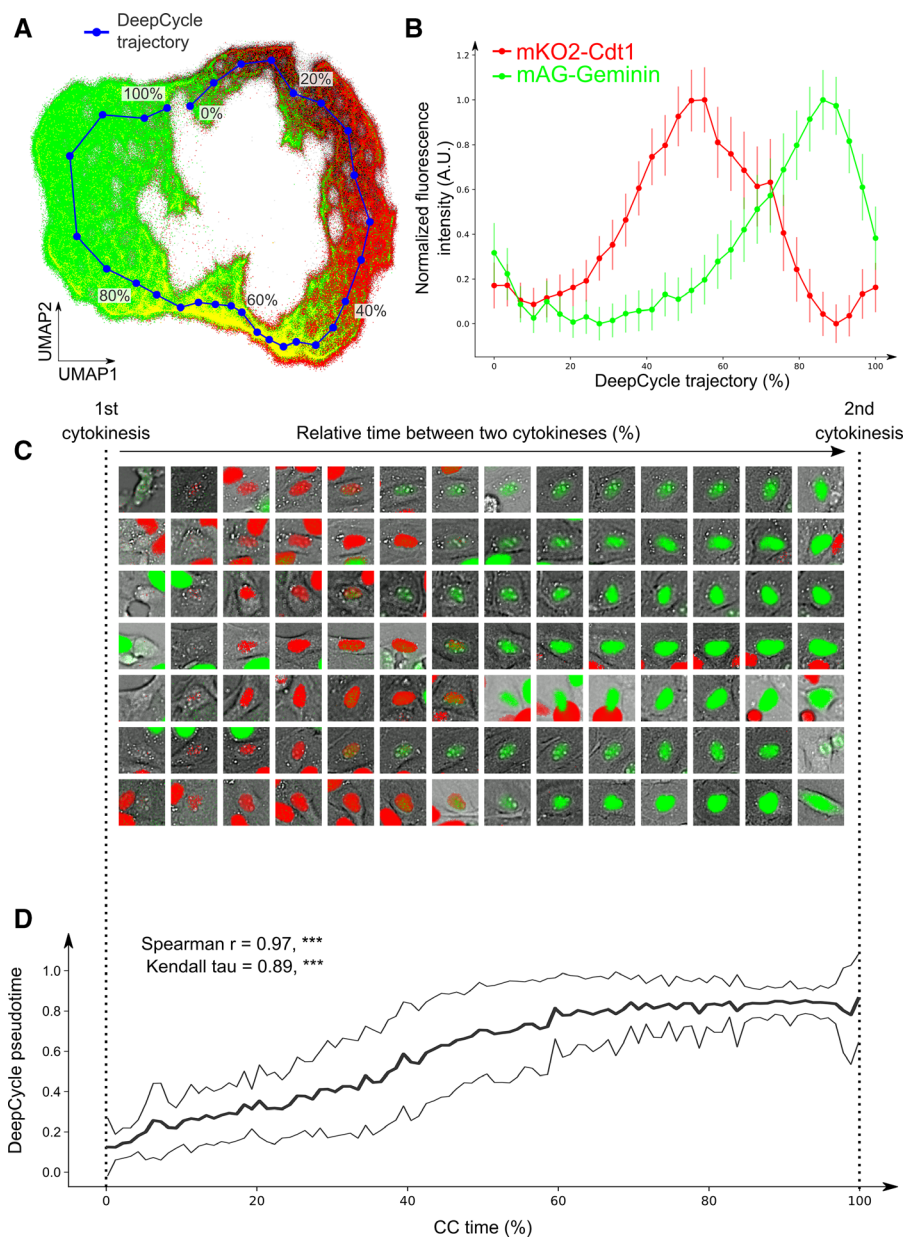 A
DeepCycle
trajectory
100%
0%
20%
80%
60%
40%
UMAP2
UMAP1
B
mKO2-Cdt1
mAG-Geminin
Normalized fluorescence
intensity (A.U.)
1.2
1.0
0.8
0.6
0.4
0.2
0.0
0
20
40
60
80
100
DeepCycle trajectory (%)
1st
cytokinesis
Relative time between two cytokineses (%)
2nd
cytokinesis
C
D
Spearman r = 0.97, ***
Kendall tau = 0.89, ***
DeepCycle pseudotime
1.0
0.8
0.6
0.4
0.2
0.0
0
20
40
60
80
100
CC time (%)